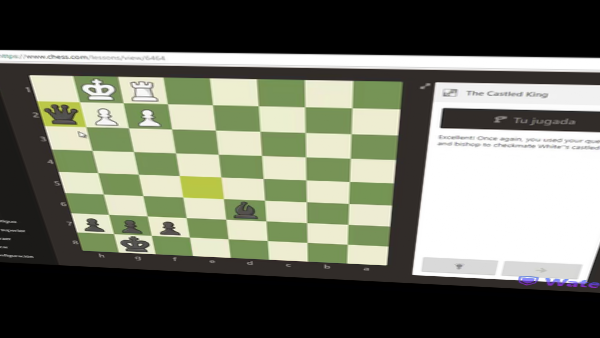 https://www.chess.com/lessons/view/6464
The Castled King
Tu jugada
Excellent! Once again, you used your que
and bishop to checkmate White's castled
1
2
3
4
5
6
7
8
h g f e d c b a
Wate